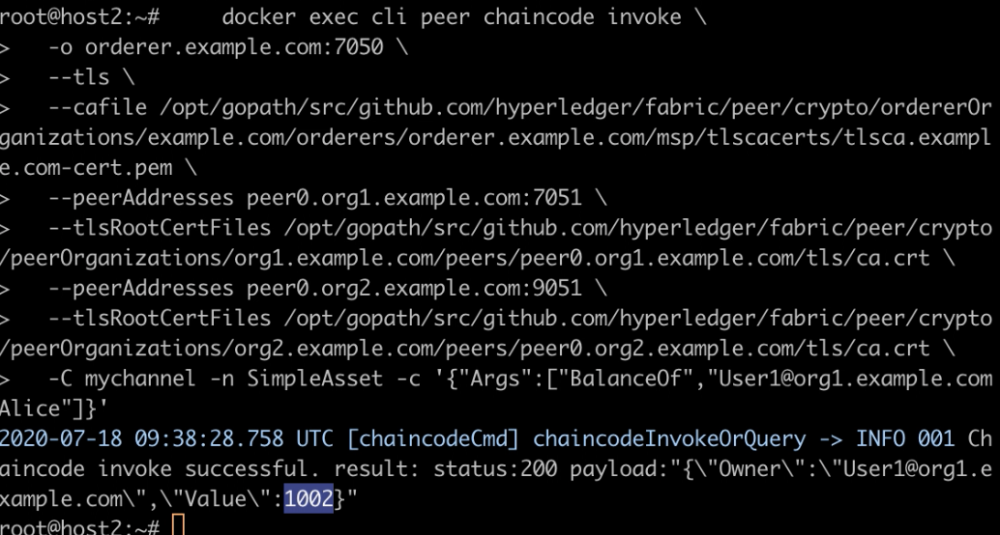 root@host2:~#     docker exec cli peer chaincode invoke \
>   -o orderer.example.com:7050 \
>   --tls \
>   --cafile /opt/gopath/src/github.com/hyperledger/fabric/peer/crypto/ordererOr
ganizations/example.com/orderers/orderer.example.com/msp/tlscacerts/tlsca.exampl
e.com-cert.pem \
>   --peerAddresses peer0.org1.example.com:7051 \
>   --tlsRootCertFiles /opt/gopath/src/github.com/hyperledger/fabric/peer/crypto
/peerOrganizations/org1.example.com/peers/peer0.org1.example.com/tls/ca.crt \
>   --peerAddresses peer0.org2.example.com:9051 \
>   --tlsRootCertFiles /opt/gopath/src/github.com/hyperledger/fabric/peer/crypto
/peerOrganizations/org2.example.com/peers/peer0.org2.example.com/tls/ca.crt \
>   -C mychannel -n SimpleAsset -c '{"Args":["BalanceOf","User1@org1.example.com
Alice"]}'
2020-07-18 09:38:28.758 UTC [chaincodeCmd] chaincodeInvokeOrQuery -> INFO 001 Ch
aincode invoke successful. result: status:200 payload:"{\"Owner\":\"User1@org1.e
xample.com\",\"Value\":1002}"
root@host2:~#